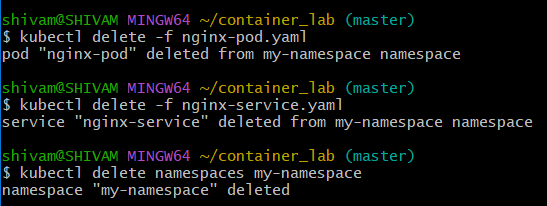 shivam@SHIVAM MINGW64 ~/container_lab (master)
$ kubectl delete -f nginx-pod.yaml
pod "nginx-pod" deleted from my-namespace namespace
shivam@SHIVAM MINGW64 ~/container_lab (master)
$ kubectl delete -f nginx-service.yaml
service "nginx-service" deleted from my-namespace namespace
shivam@SHIVAM MINGW64 ~/container_lab (master)
$ kubectl delete namespaces my-namespace
namespace "my-namespace" deleted